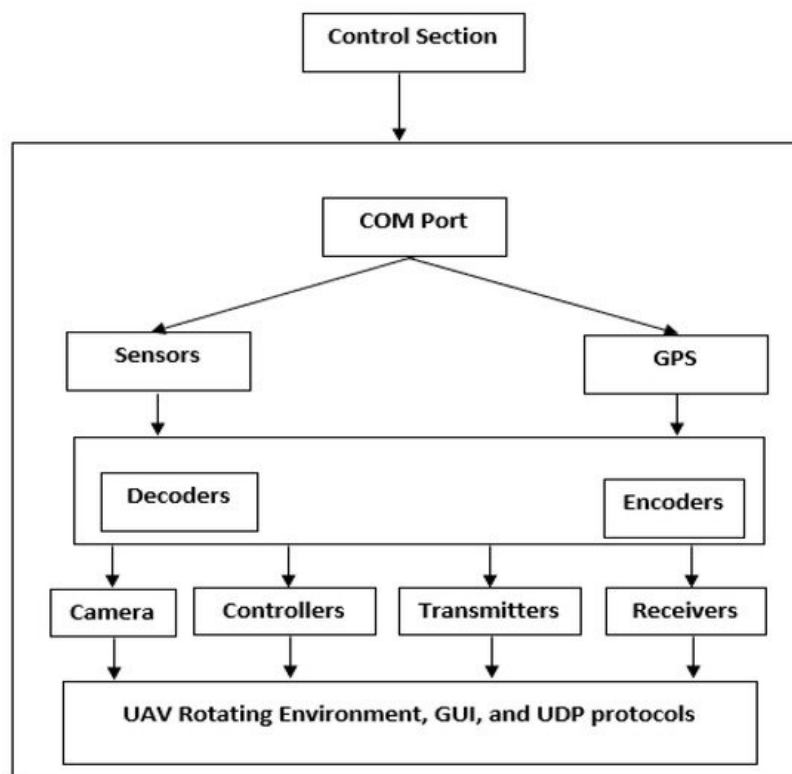 Control Section
COM Port
Sensors
GPS
Decoders
Encoders
Camera
Controllers
Transmitters
Receivers
UAV Rotating Environment, GUI, and UDP protocols